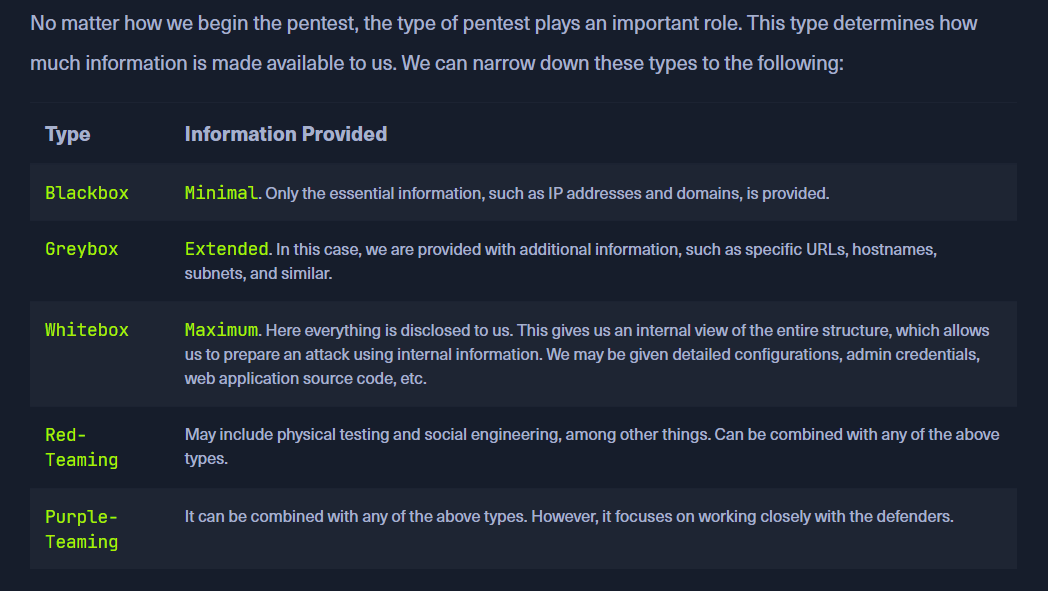 No matter how we begin the pentest, the type of pentest plays an important role. This type determines how
much information is made available to us. We can narrow down these types to the following:
Type Information Provided
Blackbox Minimal. Only the essential information, such as IP addresses and domains, is provided.
Greybox Extended. In this case, we are provided with additional information, such as specific URLs, hostnames,
subnets, and similar.
Whitebox Maximum. Here everything is disclosed to us. This gives us an internal view of the entire structure, which allows
us to prepare an attack using internal information. We may be given detailed configurations, admin credentials,
web application source code, etc.
Red- May include physical testing and social engineering, among other things. Can be combined with any of the above
Teaming types.
Purple- It can be combined with any of the above types. However, it focuses on working closely with the defenders.
Teaming